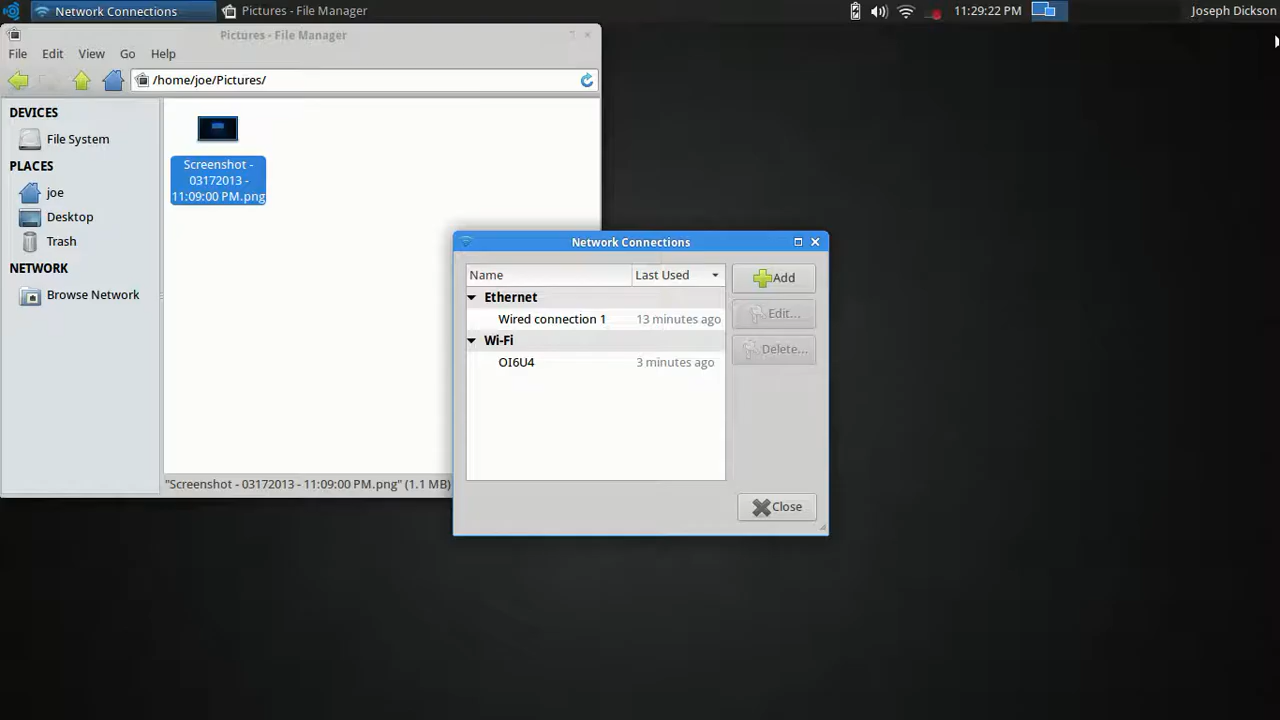 Network Connections
Pictures - File Manager
11:29:22 PM
Joseph Dickson
Pictures - File Manager
File Edit View Go Help
/home/joe/Pictures/
DEVICES
File System
PLACES
joe
Desktop
Trash
NETWORK
Browse Network
Screenshot -
03172013 -
11:09:00 PM.png
"Screenshot - 03172013 - 11:09:00 PM.png" (1.1 MB)
Network Connections
Name Last Used
Ethernet
Wired connection 1 13 minutes ago
Wi-Fi
OI6U4 3 minutes ago
Add
Edit...
Delete...
Close